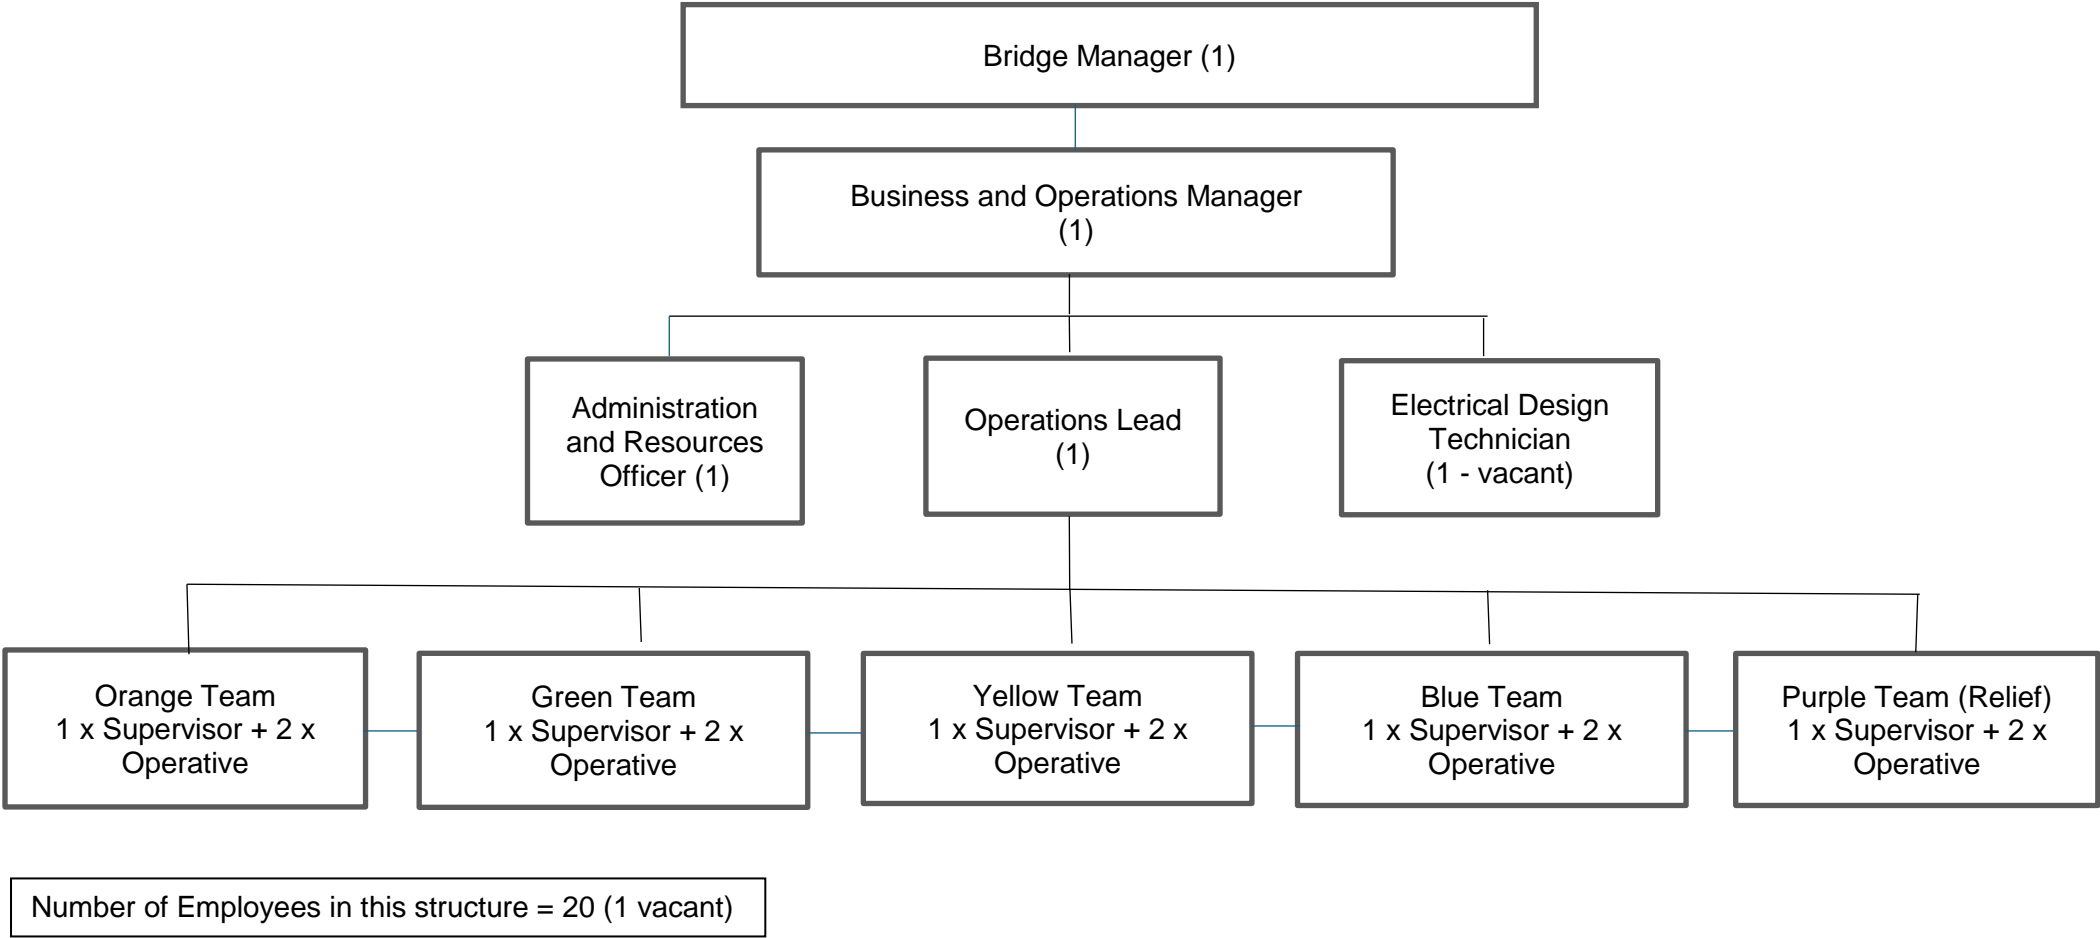 Bridge Manager (1)
Business and Operations Manager
(1)
Administration
and Resources
Officer (1)
Operations Lead
(1)
Electrical Design
Technician
(1 - vacant)
Orange Team
1 x Supervisor + 2 x
Operative
Green Team
1 x Supervisor + 2 x
Operative
Yellow Team
1 x Supervisor + 2 x
Operative
Blue Team
1 x Supervisor + 2 x
Operative
Purple Team (Relief)
1 x Supervisor + 2 x
Operative
Number of Employees in this structure = 20 (1 vacant)